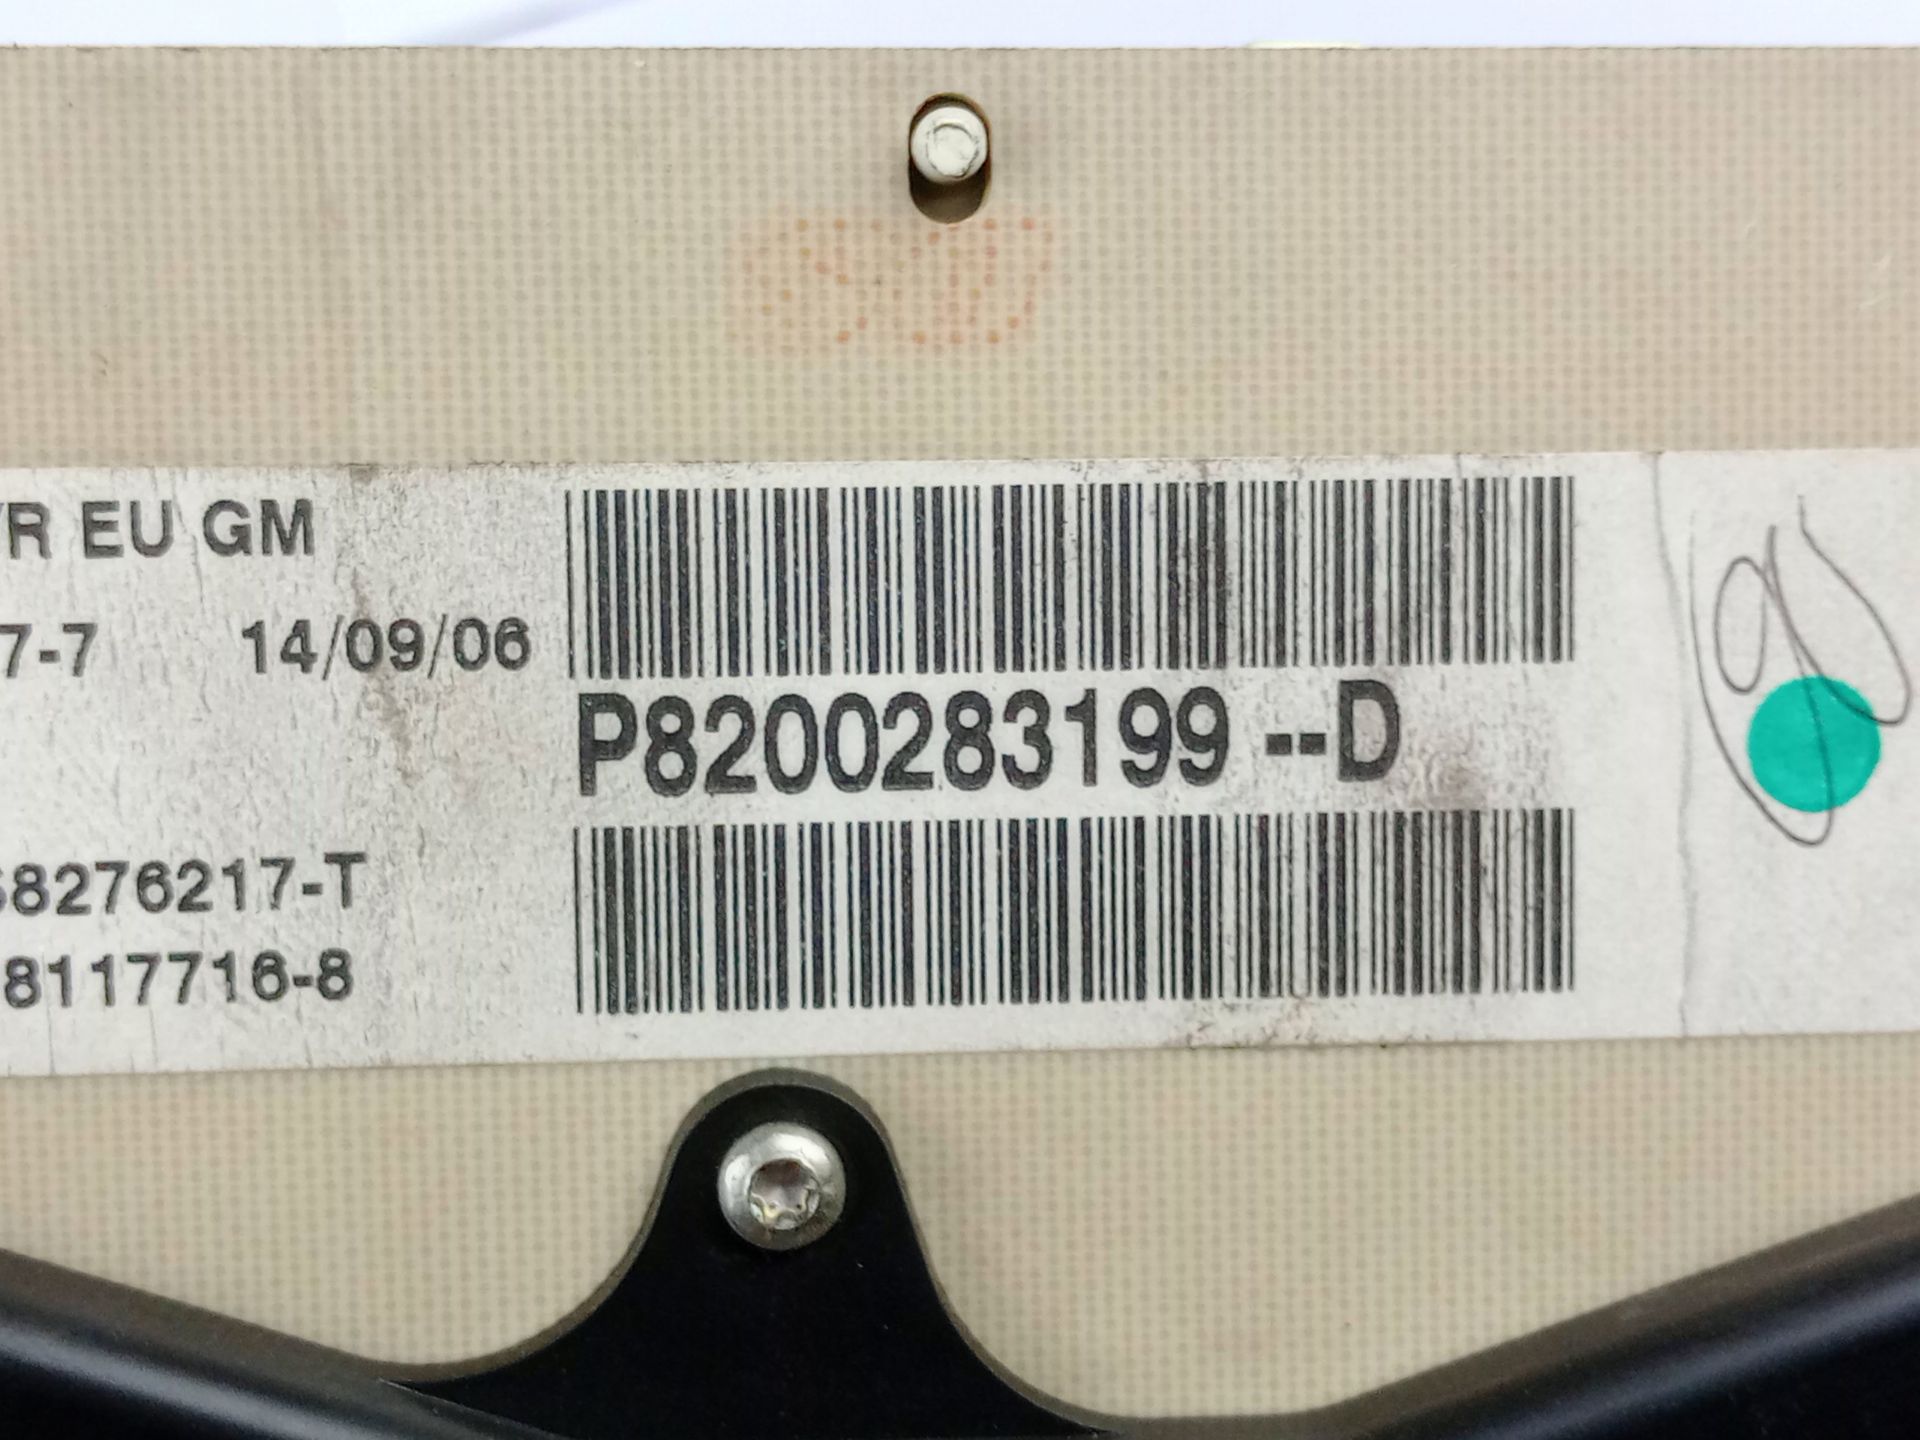 R EU GM
7-7 14/09/06
P8200283199 --D
8276217-T
8117716-8